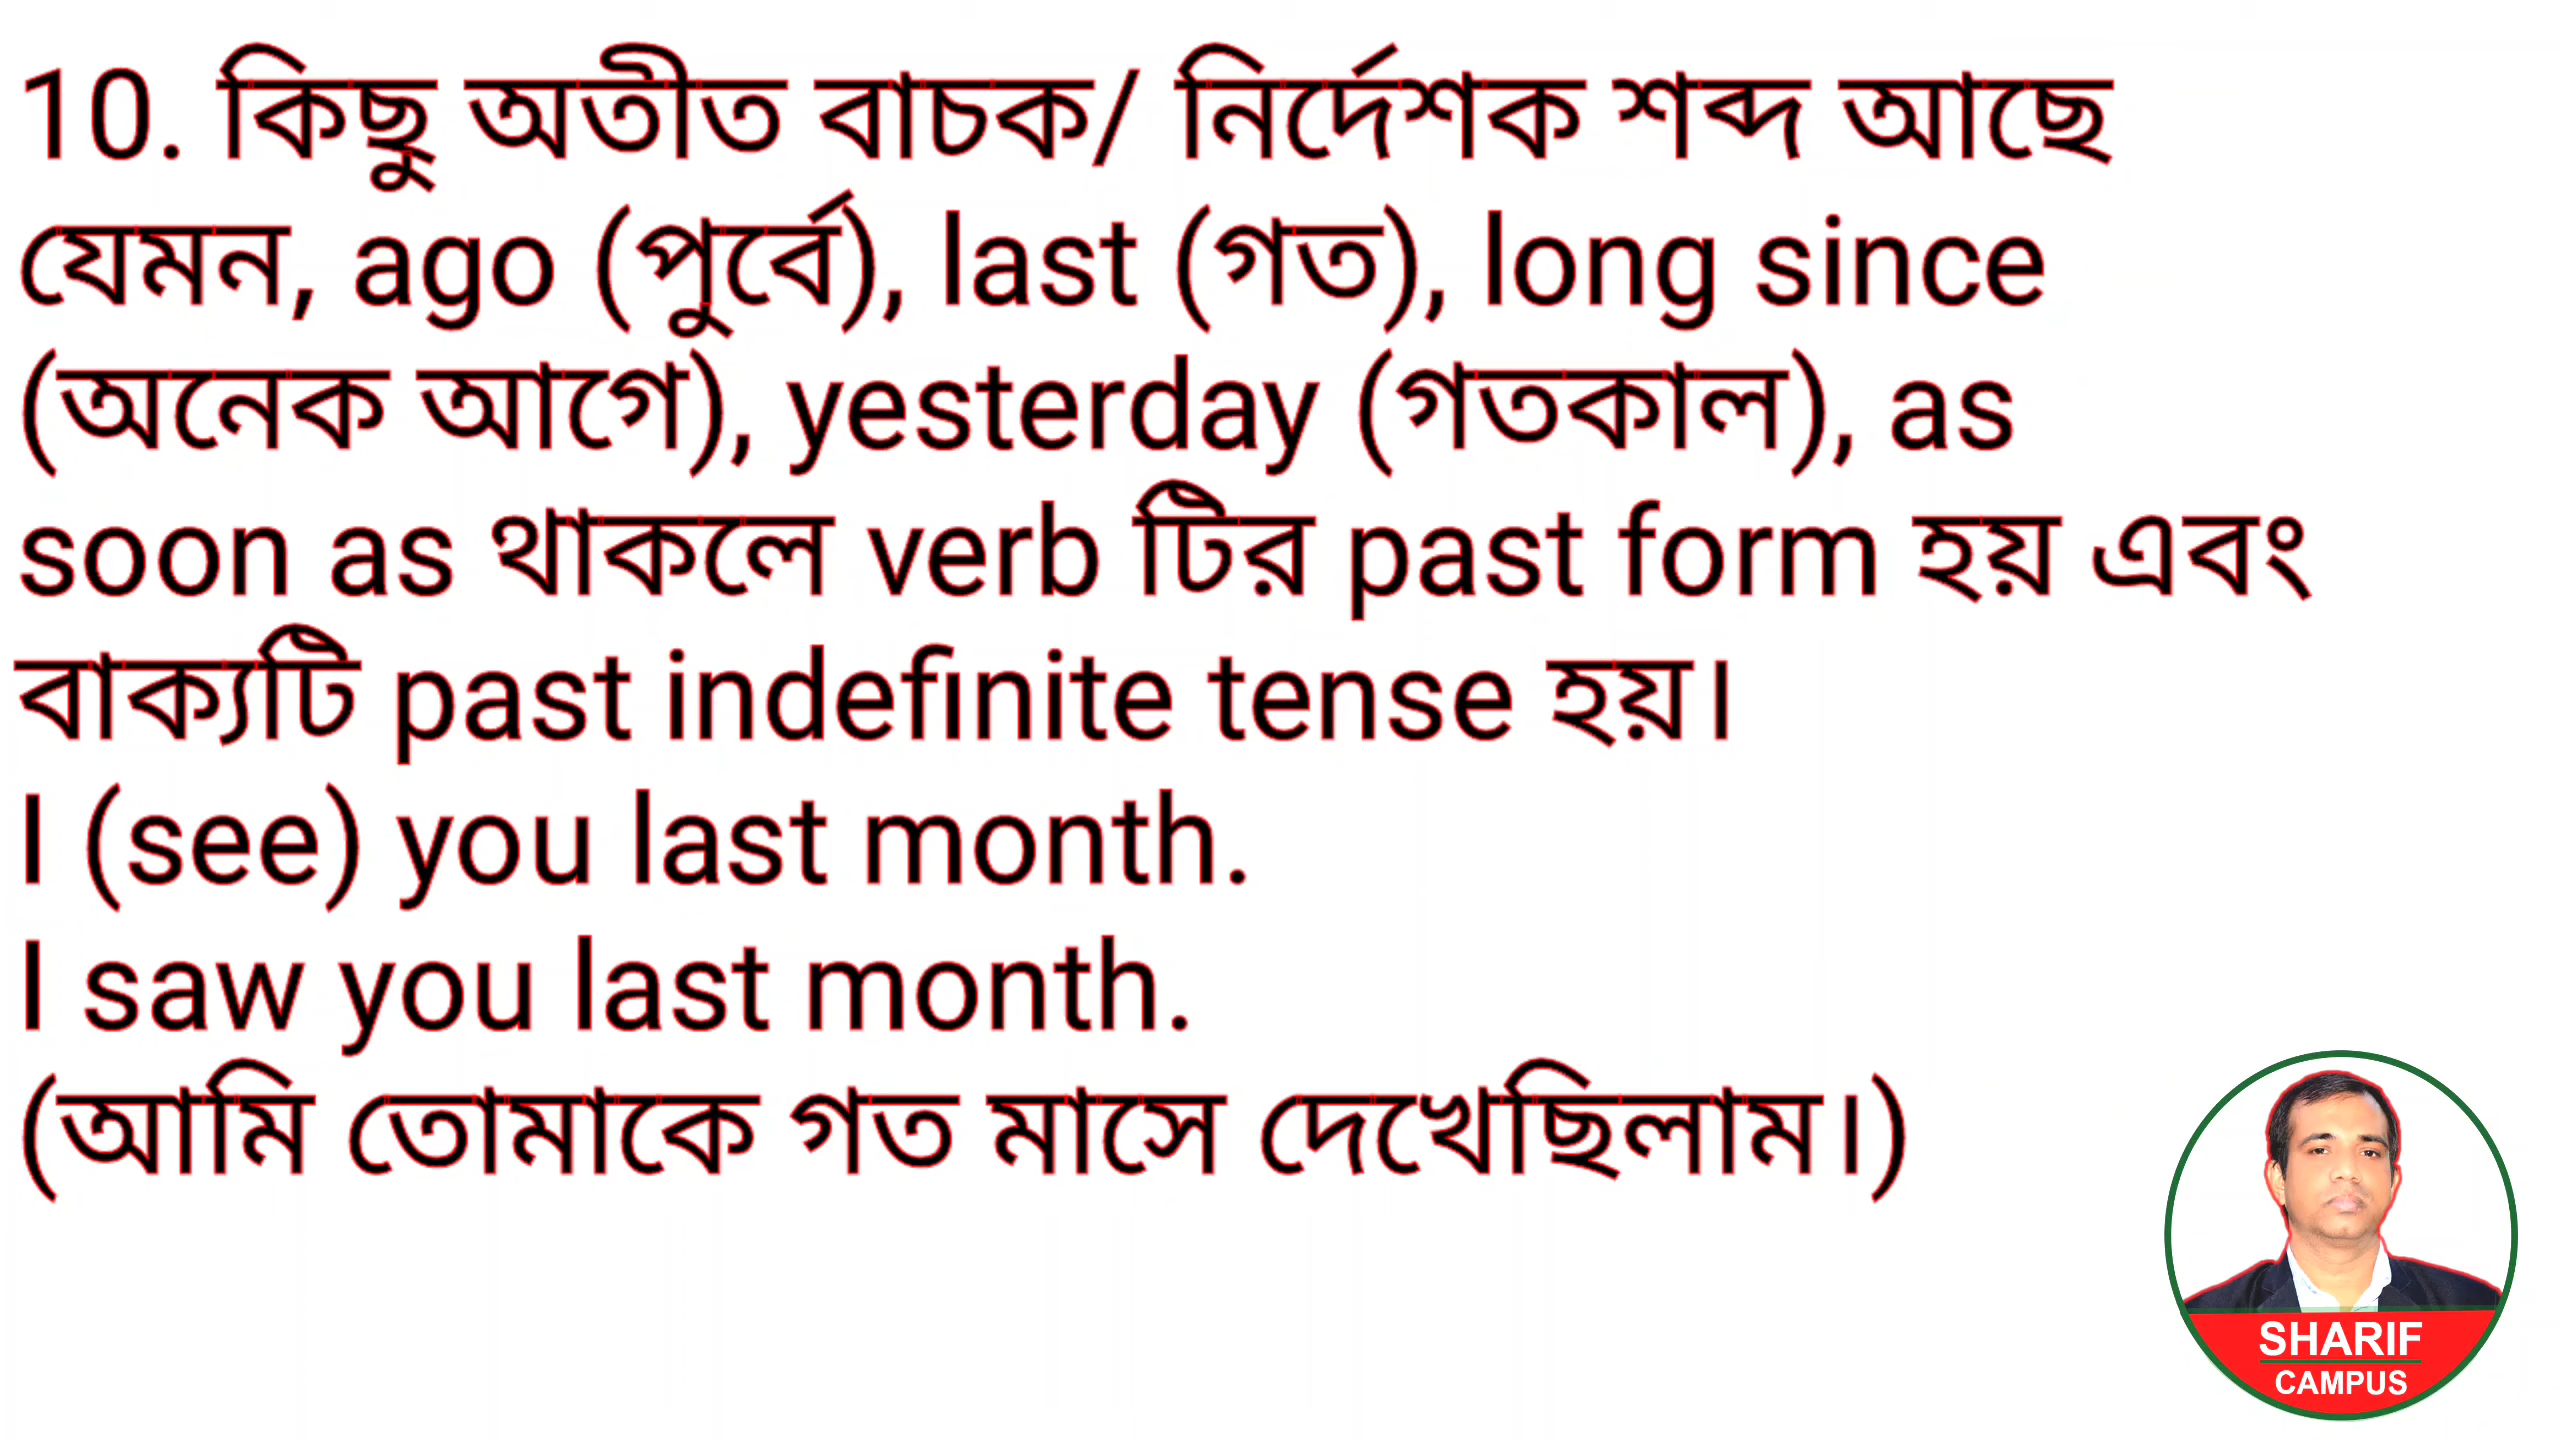 10. কিছু অতীত বাচক/ নির্দেশক শব্দ আছে
যেমন, ago (পুর্বে), last (গত), long since
(অনেক আগে), yesterday (গতকাল), as
soon as থাকলে verb টির past form হয় এবং
বাক্যটি past indefinite tense হয়।
I (see) you last month.
I saw you last month.
(আমি তোমাকে গত মাসে দেখেছিলাম।)
SHARIF
CAMPUS